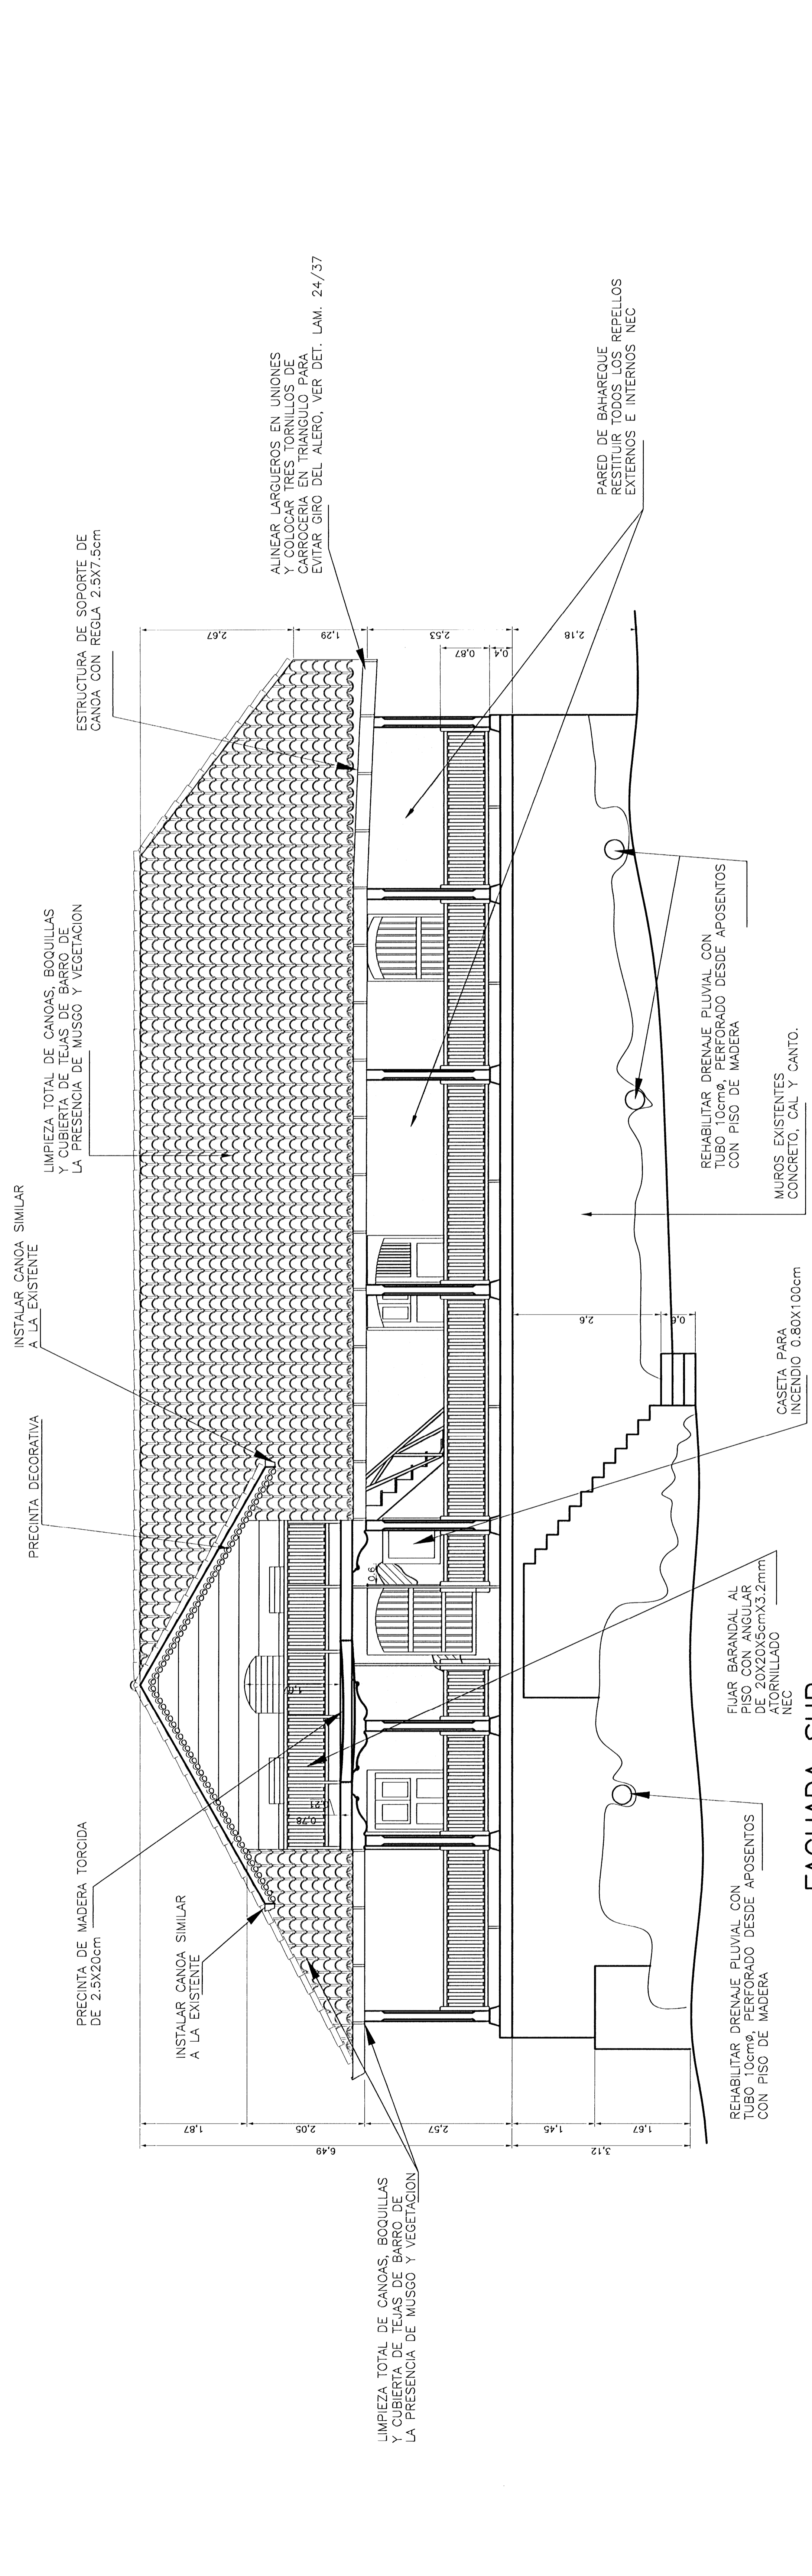 LIMPIEZA TOTAL DE CANOAS, BOQUILLAS
Y CUBIERTA DE TEJAS DE BARRO DE
LA PRESENCIA DE MUSGO Y VEGETACION
PRECINTA DE MADERA TORCIDA
DE 2.5X20cm
INSTALAR CANOA SIMILAR
A LA EXISTENTE
PRECINTA DECORATIVA
INSTALAR CANOA SIMILAR
A LA EXISTENTE
LIMPIEZA TOTAL DE CANOAS, BOQUILLAS
Y CUBIERTA DE TEJAS DE BARRO DE
LA PRESENCIA DE MUSGO Y VEGETACION
ESTRUCTURA DE SOPORTE DE
CANOA CON REGLA 2.5X7.5cm
ALINEAR LARGUEROS EN UNIONES
Y COLOCAR TRES TORNILLOS DE
CARROCERIA EN TRIANGULO PARA
EVITAR GIRO DEL ALERO, VER DET. LAM. 24/37
PARED DE BAHAREQUE
RESTITUIR TODOS LOS REPELLOS
EXTERNOS E INTERNOS NEC
REHABILITAR DRENAJE PLUVIAL CON
TUBO 10cmø, PERFORADO DESDE APOSENTOS
CON PISO DE MADERA
FIJAR BARANDAL AL
PISO CON ANGULAR
DE 20X20X5cmX3.2mm
ATORNILLADO
NEC
CASETA PARA
INCENDIO 0.80X100cm
MUROS EXISTENTES
CONCRETO, CAL Y CANTO.
REHABILITAR DRENAJE PLUVIAL CON
TUBO 10cmø, PERFORADO DESDE APOSENTOS
CON PISO DE MADERA
1,87
2,05
6,49
2,57
1,45
3,12
1,67
0,78
0,21
0,6
2,6
0,6
2,67
1,29
2,53
0,87
0,4
2,18